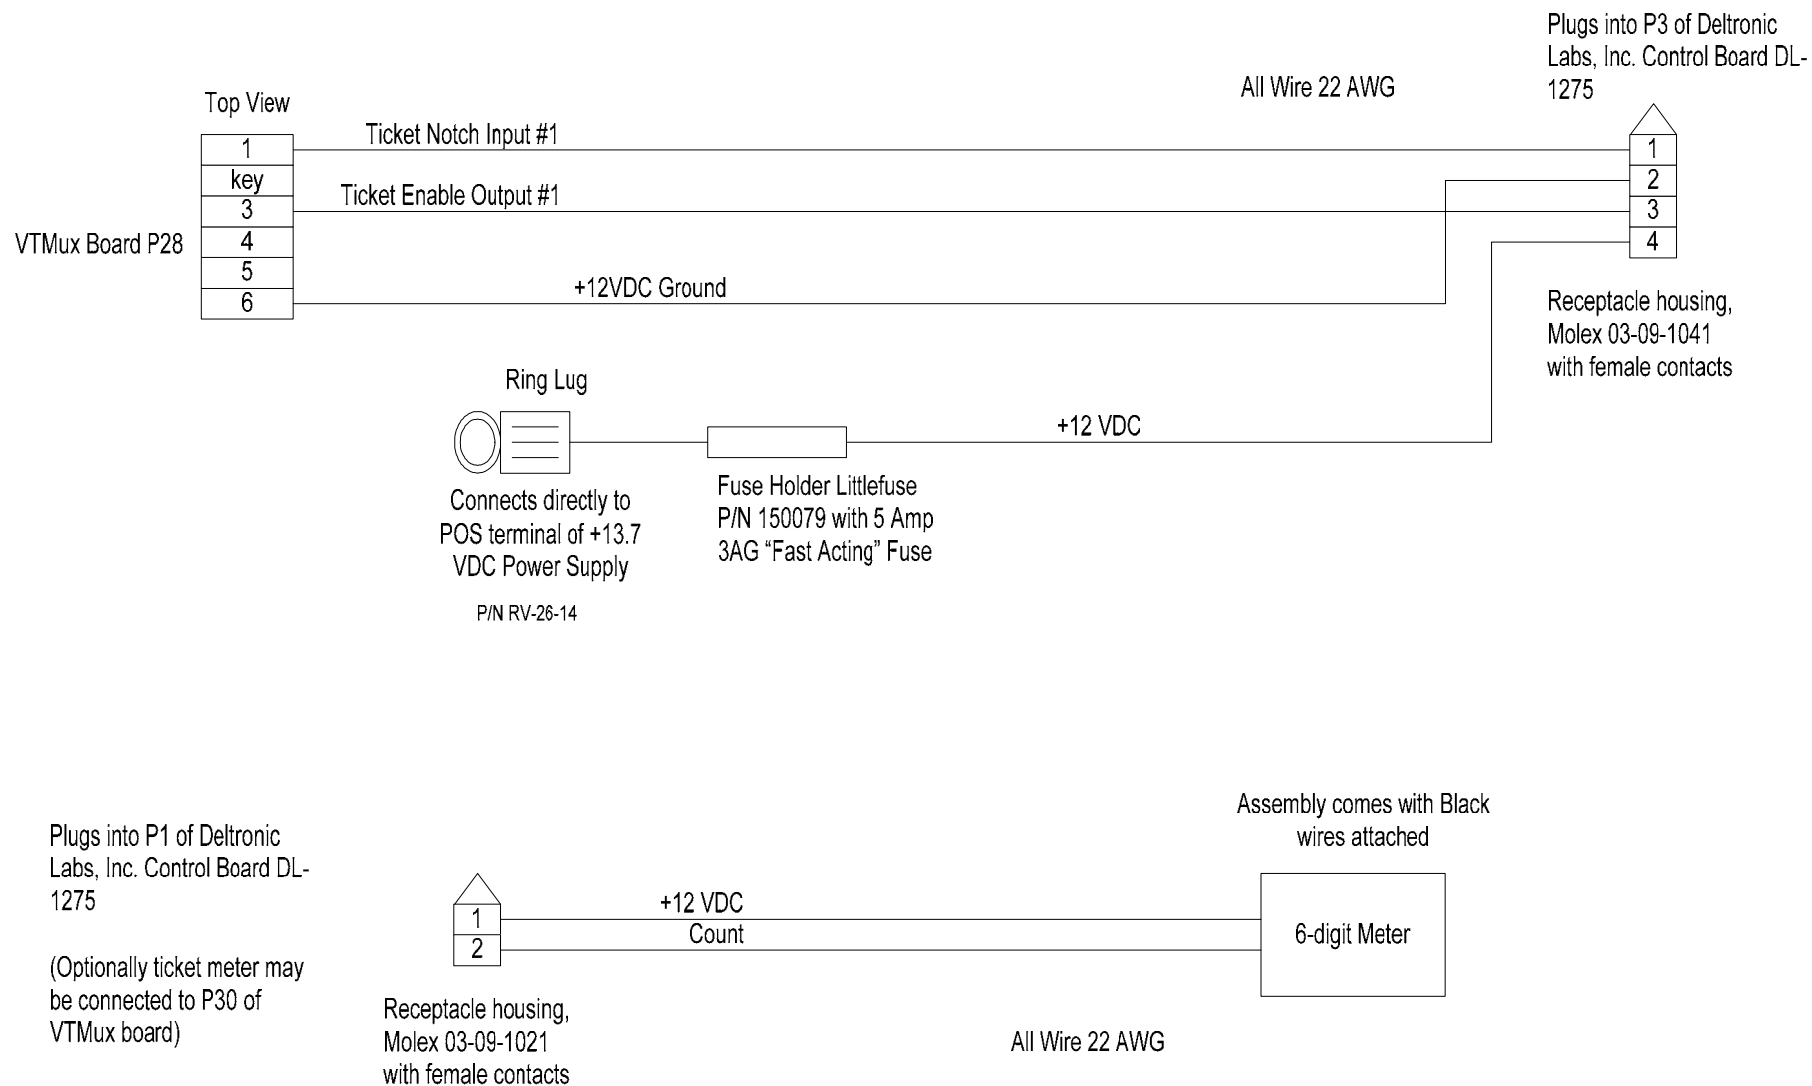 Plugs into P3 of Deltronic
Labs, Inc. Control Board DL-
1275
All Wire 22 AWG
Top View
1
key
3
4
5
6
VTMux Board P28
Ticket Notch Input #1
Ticket Enable Output #1
+12VDC Ground
1
2
3
4
Receptacle housing,
Molex 03-09-1041
with female contacts
Ring Lug
+12 VDC
Connects directly to
POS terminal of +13.7
VDC Power Supply
P/N RV-26-14
Fuse Holder Littlefuse
P/N 150079 with 5 Amp
3AG “Fast Acting” Fuse
Assembly comes with Black
wires attached
Plugs into P1 of Deltronic
Labs, Inc. Control Board DL-
1275
(Optionally ticket meter may
be connected to P30 of
VTMux board)
1
2
+12 VDC
Count
6-digit Meter
Receptacle housing,
Molex 03-09-1021
with female contacts
All Wire 22 AWG